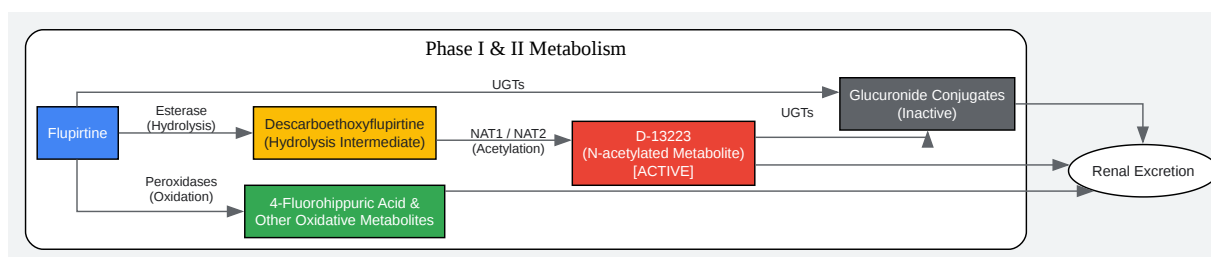 Phase I & II Metabolism
UGTs
Glucuronide Conjugates
(Inactive)
UGTs
Flupirtine
Esterase
(Hydrolysis)
Descarboethoxyflupirtine
(Hydrolysis Intermediate)
NAT1 / NAT2
(Acetylation)
D-13223
(N-acetylated Metabolite)
[ACTIVE]
Renal Excretion
Peroxidases
(Oxidation)
4-Fluorohippuric Acid &
Other Oxidative Metabolites